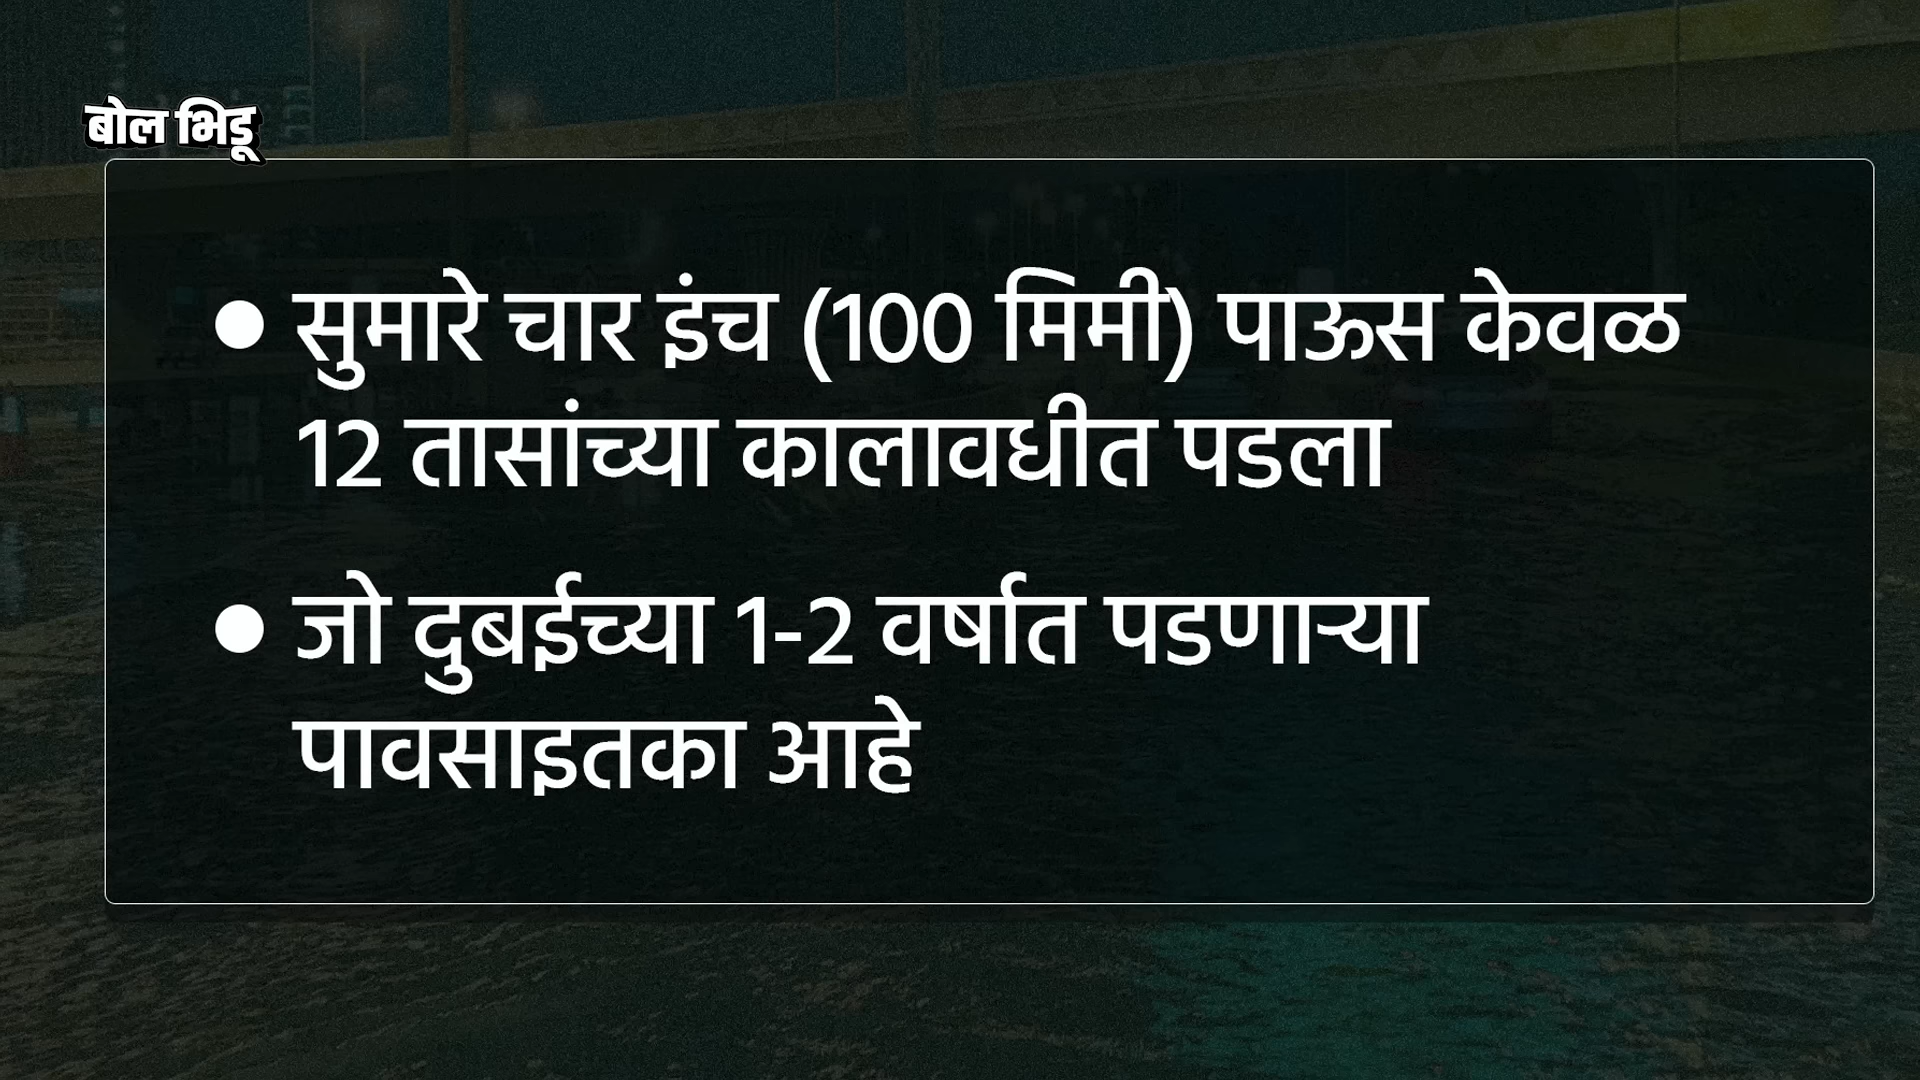 बोल भिडू
• सुमारे चार इंच (100 मिमी) पाऊस केवळ
12 तासांच्या कालावधीत पडला
• जो दुबईच्या 1-2 वर्षात पडणाऱ्या
पावसाइतका आहे